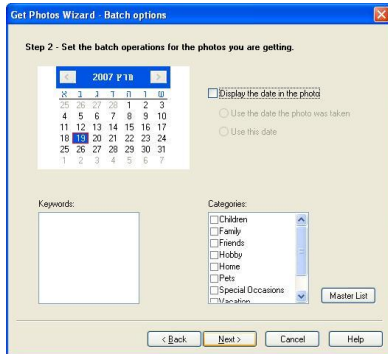 Get Photos Wizard - Batch options
Step 2 - Set the batch operations for the photos you are getting.
מרץ 2007
א ב ג ד ה ו ש
25 26 27 28 1 2 3
4 5 6 7 8 9 10
11 12 13 14 15 16 17
18 19 20 21 22 23 24
25 26 27 28 29 30 31
1 2 3 4 5 6 7
Display the date in the photo
Use the date the photo was taken
Use this date
Keywords:
Categories:
Children
Family
Friends
Hobby
Home
Pets
Special Occasions
Vacation
Master List
< Back
Next >
Cancel
Help